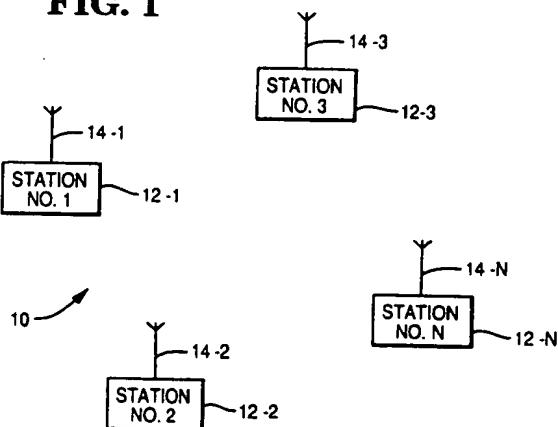 FIG. 1
14-3
STATION
NO. 3
12-3
14-1
STATION
NO. 1
12-1
14-N
STATION
NO. N
12-N
10
14-2
STATION
NO. 2
12-2